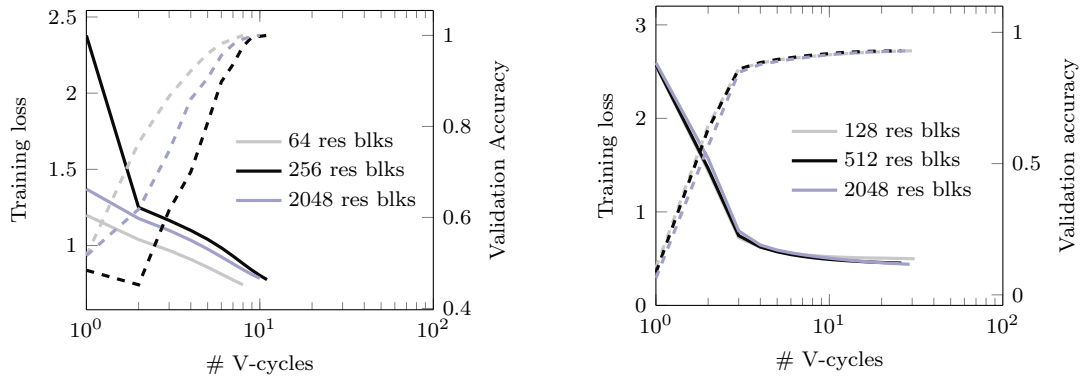 2.5
2
1.5
1
Training loss
1
0.8
0.6
0.4
Validation Accuracy
64 res blks
256 res blks
2048 res blks
10^0
10^1
10^2
# V-cycles
3
2
1
0
Training loss
1
0.5
0
Validation accuracy
128 res blks
512 res blks
2048 res blks
10^0
10^1
10^2
# V-cycles